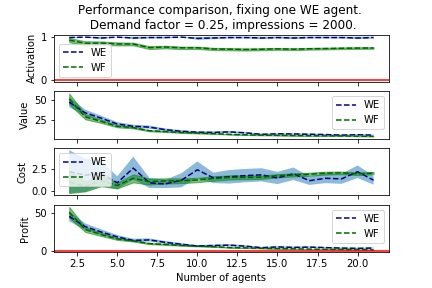 Performance comparison, fixing one WE agent.
Demand factor = 0.25, impressions = 2000.
Activation
1
0
WE
WF
Value
50
25
WE
WF
Cost
2.5
0.0
WE
WF
Profit
50
0
WE
WF
2.5 5.0 7.5 10.0 12.5 15.0 17.5 20.0
Number of agents